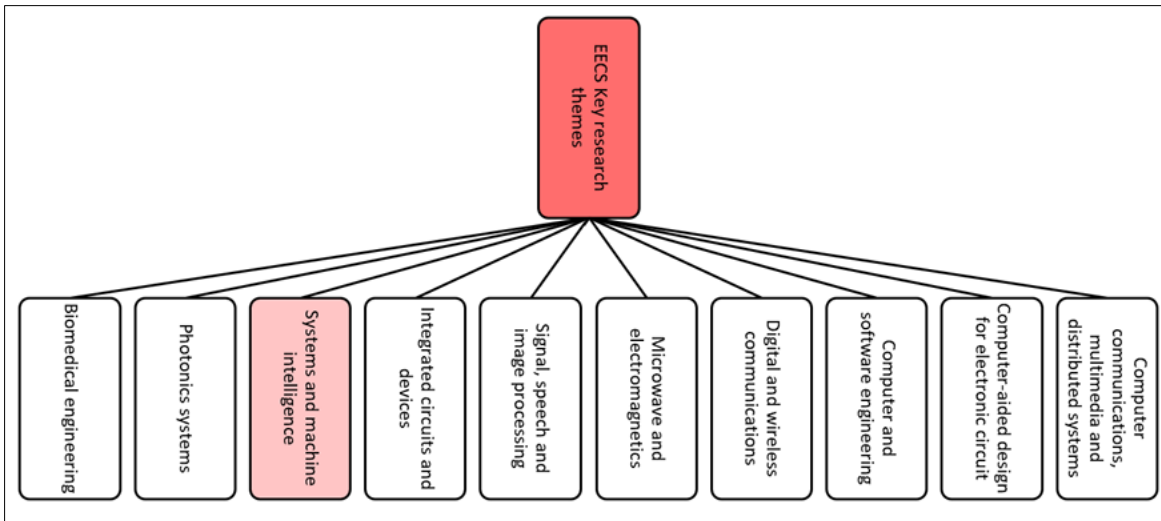 EECS Key research
themes
Computer
communications,
multimedia and
distributed systems
Computer-aided design
for electronic circuit
Computer and
software engineering
Digital and wireless
communications
Microwave and
electromagnetics
Signal, speech and
image processing
Integrated circuits and
devices
Systems and machine
intelligence
Photonics systems
Biomedical engineering